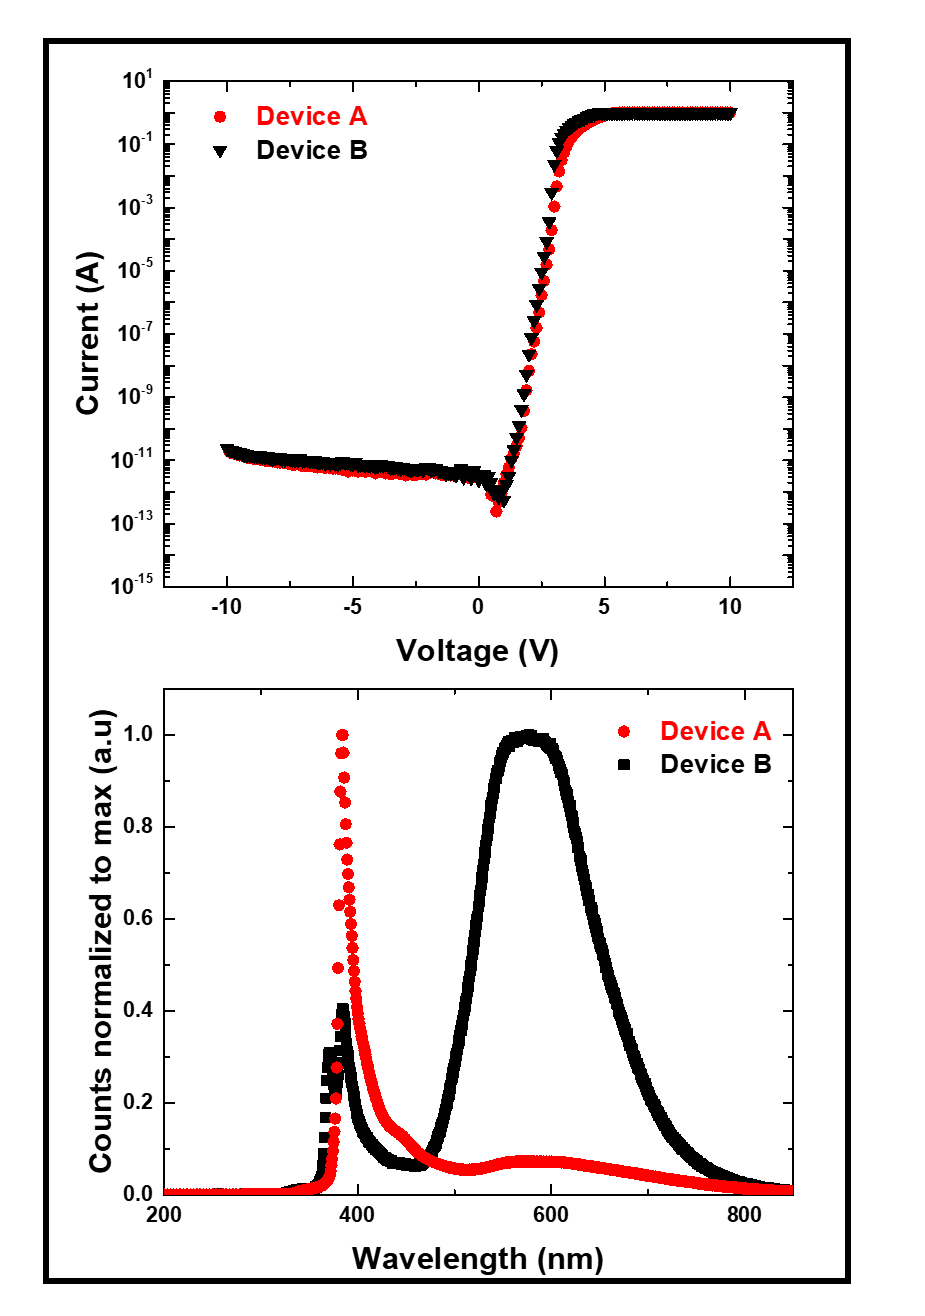 10^1
10^-1
10^-3
10^-5
10^-7
10^-9
10^-11
10^-13
10^-15
Current (A)
Device A
Device B
-10 -5 0 5 10
Voltage (V)
1.0
0.8
0.6
0.4
0.2
0.0
Counts normalized to max (a.u)
Device A
Device B
200 400 600 800
Wavelength (nm)